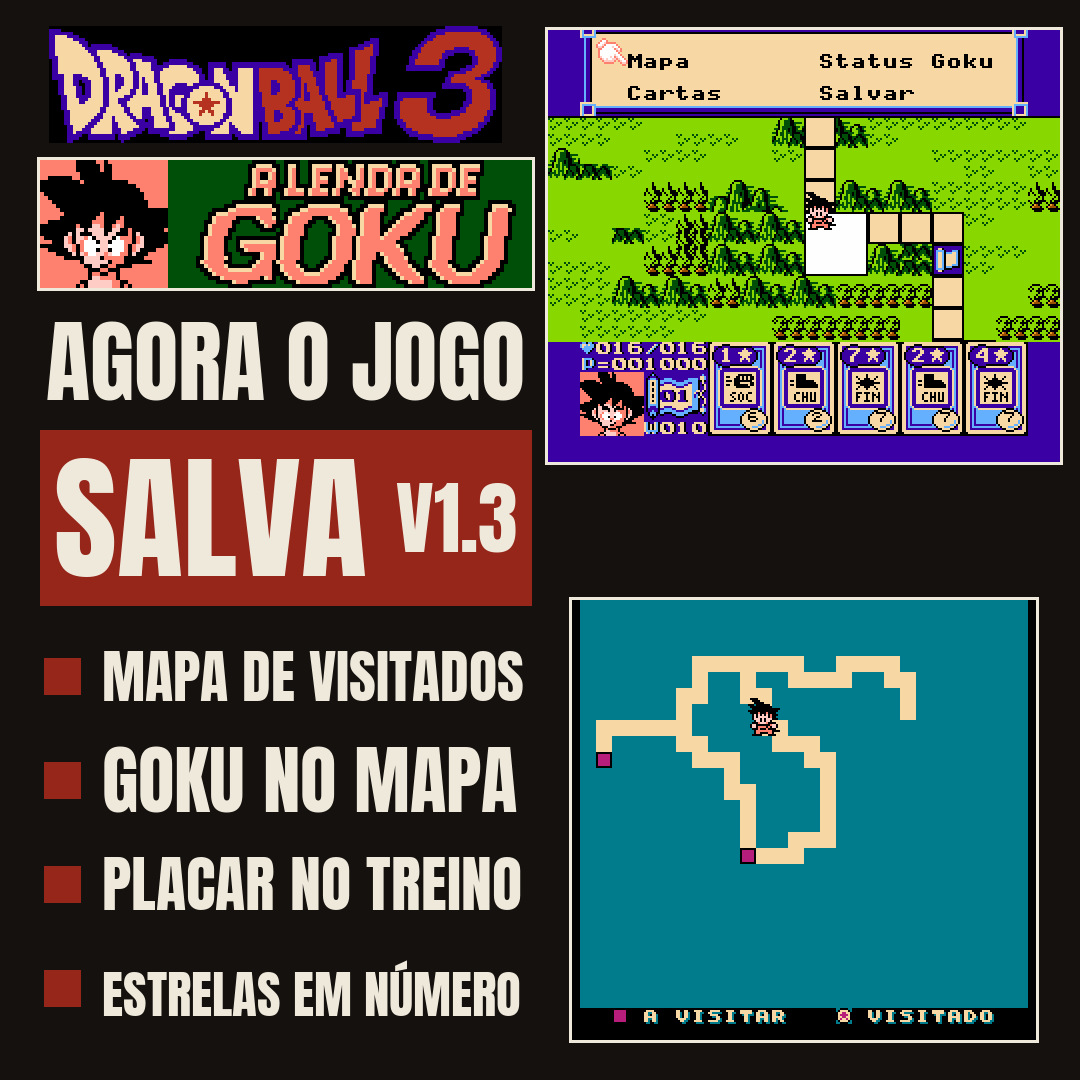 DRAGON BALL 3
A LENDA DE
GOKU
AGORA O JOGO
SALVA V1.3
MAPA DE VISITADOS
GOKU NO MAPA
PLACAR NO TREINO
ESTRELAS EM NÚMERO
Mapa Status Goku
Cartas Salvar
016/016
P=001000
01
W010
1★ 2★ 7★ 2★ 4★
SOC CHU FIN CHU FIN
A VISITAR VISITADO